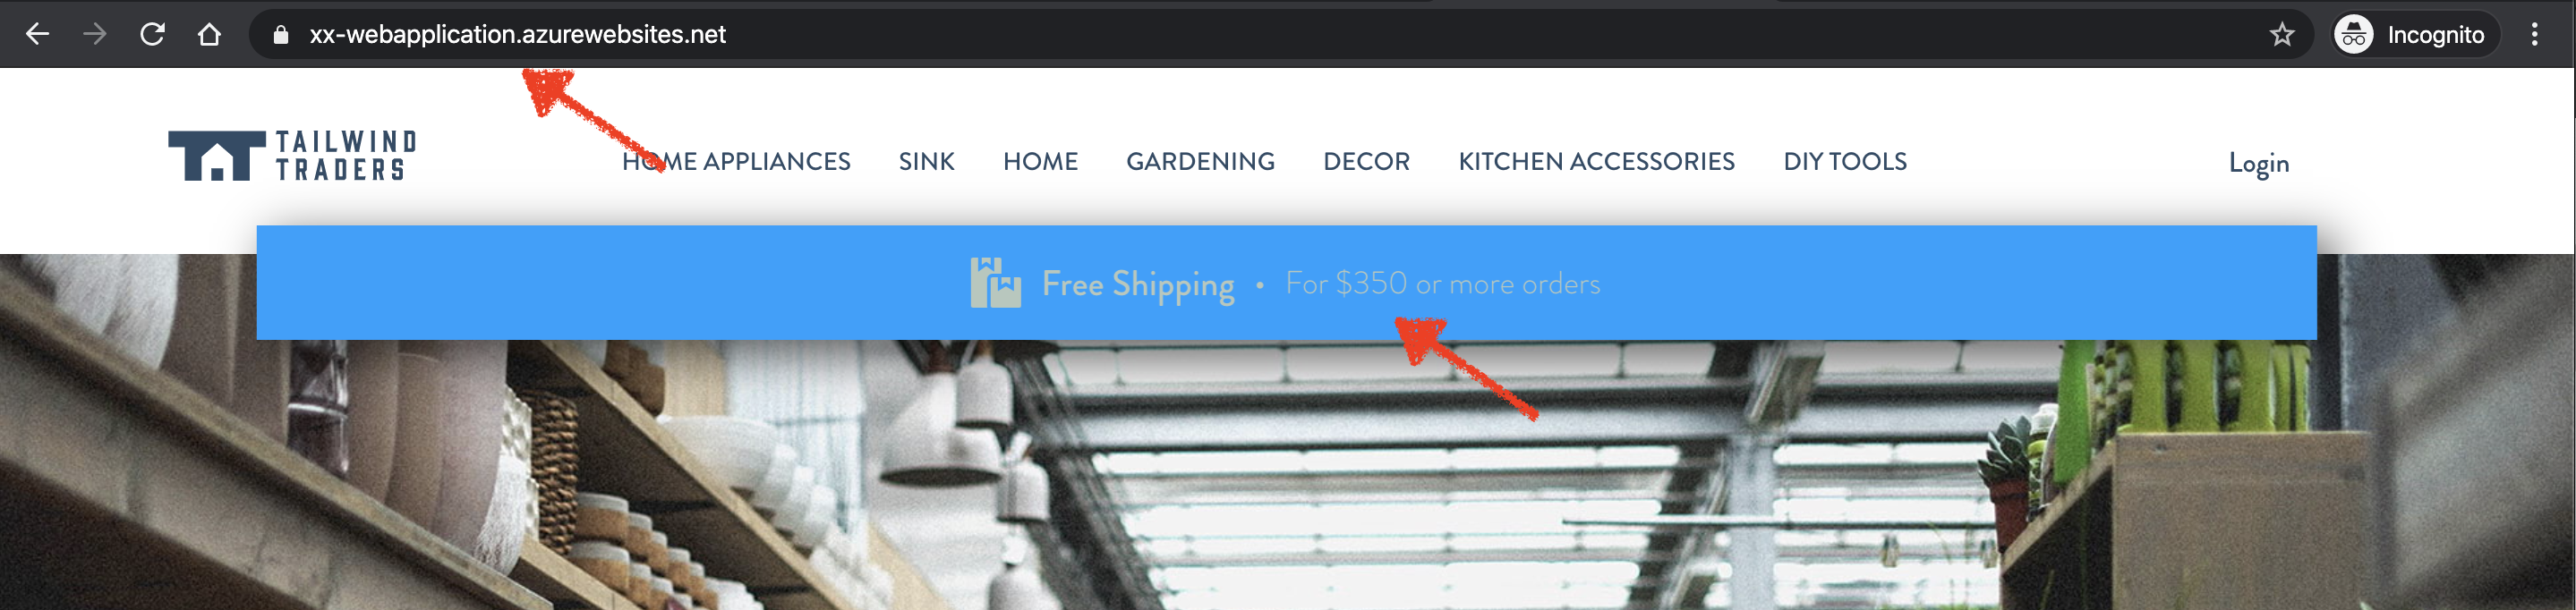 xx-webapplication.azurewebsites.net
Incognito
TAILWIND
TRADERS
HOME APPLIANCES SINK HOME GARDENING DECOR KITCHEN ACCESSORIES DIY TOOLS Login
Free Shipping • For $350 or more orders